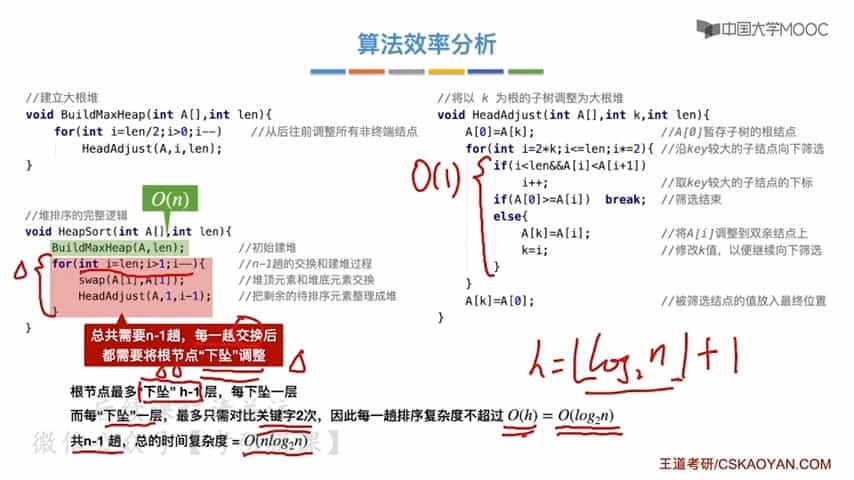 中国大学MOOC
算法效率分析
//建立大根堆
void BuildMaxHeap(int A[],int len){
for(int i=len/2;i>0;i--) //从后往前调整所有非终端结点
HeadAdjust(A,i,len);
}
O(n)
//堆排序的完整逻辑
void HeapSort(int A[],int len){
BuildMaxHeap(A,len); //初始建堆
for(int i=len;i>1;i--){ //n-1趟的交换和建堆过程
swap(A[i],A[1]); //堆顶元素和堆底元素交换
HeadAdjust(A,1,i-1); //把剩余的待排序元素整理成堆
}
}
总共需要n-1趟，每一趟交换后
都需要将根节点“下坠”调整
//将以 k 为根的子树调整为大根堆
void HeadAdjust(int A[],int k,int len){
A[0]=A[k]; //A[0]暂存子树的根结点
for(int i=2*k;i<=len;i*=2){ //沿key较大的子结点向下筛选
O(1)
if(i<len&&A[i]<A[i+1])
i++; //取key较大的子结点的下标
if(A[0]>=A[i]) break; //筛选结束
else{
A[k]=A[i]; //将A[i]调整到双亲结点上
k=i; //修改k值，以便继续向下筛选
}
}
A[k]=A[0]; //被筛选结点的值放入最终位置
}
h=⌊log₂n⌋+1
根节点最多“下坠” h-1 层，每下坠一层
而每“下坠”一层，最多只需对比关键字2次，因此每一趟排序复杂度不超过 O(h) = O(log₂n)
共n-1 趟，总的时间复杂度 = O(nlog₂n)
王道考研/CSKAOYAN.COM